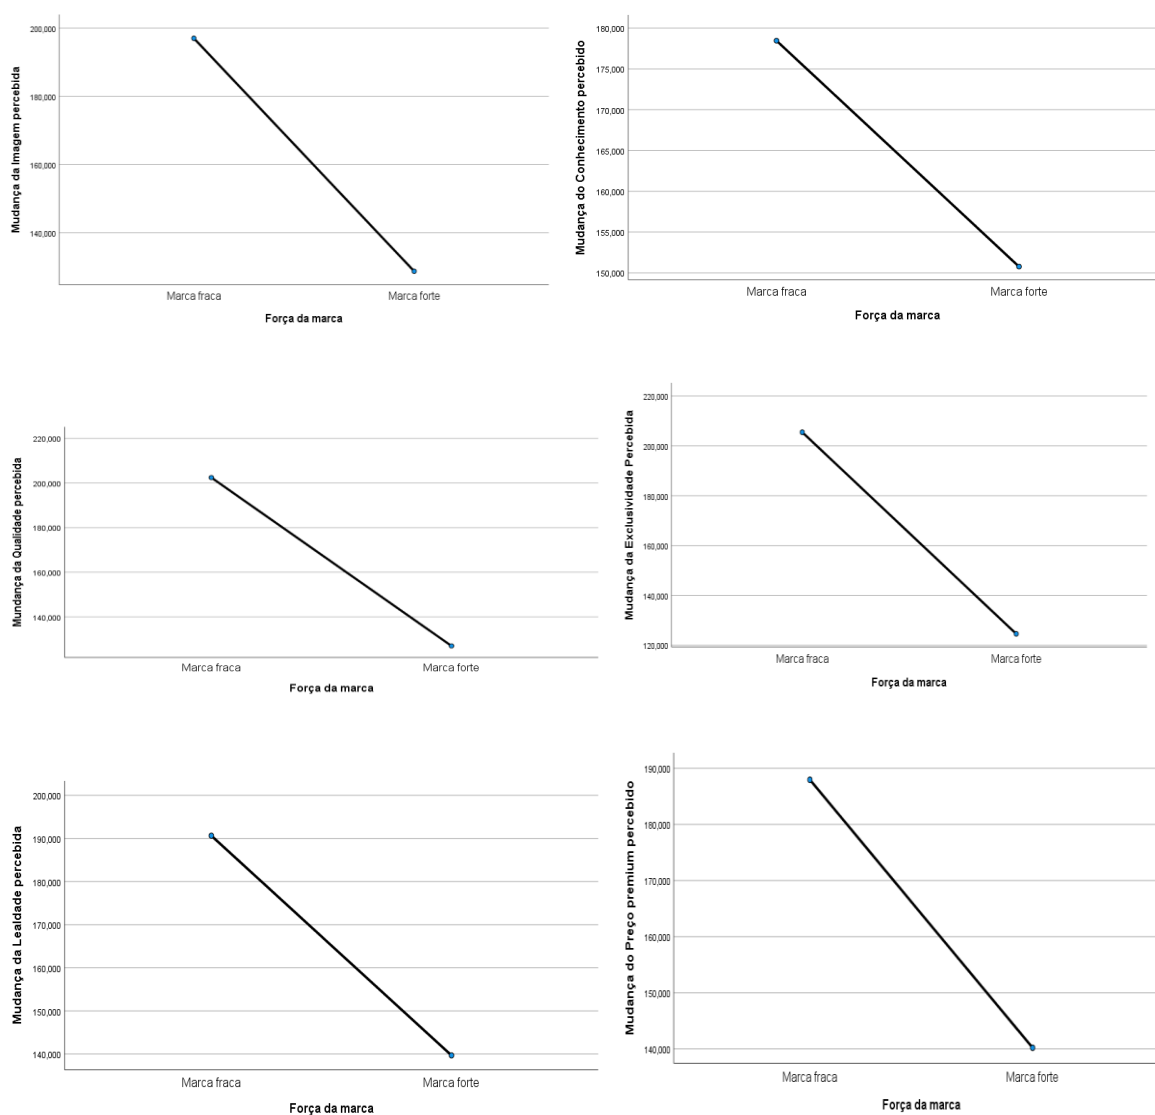 Mudança da Imagem percebida
200,000
180,000
160,000
140,000
Marca fraca
Marca forte
Força da marca
Mudança do Conhecimento percebido
180,000
175,000
170,000
165,000
160,000
155,000
150,000
Marca fraca
Marca forte
Força da marca
Mundança da Qualidade percebida
220,000
200,000
180,000
160,000
140,000
Marca fraca
Marca forte
Força da marca
Mudança da Exclusividade Percebida
220,000
200,000
180,000
160,000
140,000
120,000
Marca fraca
Marca forte
Força da marca
Mudança da Lealdade percebida
200,000
190,000
180,000
170,000
160,000
150,000
140,000
Marca fraca
Marca forte
Força da marca
Mudança do Preço premium percebido
190,000
180,000
170,000
160,000
150,000
140,000
Marca fraca
Marca forte
Força da marca